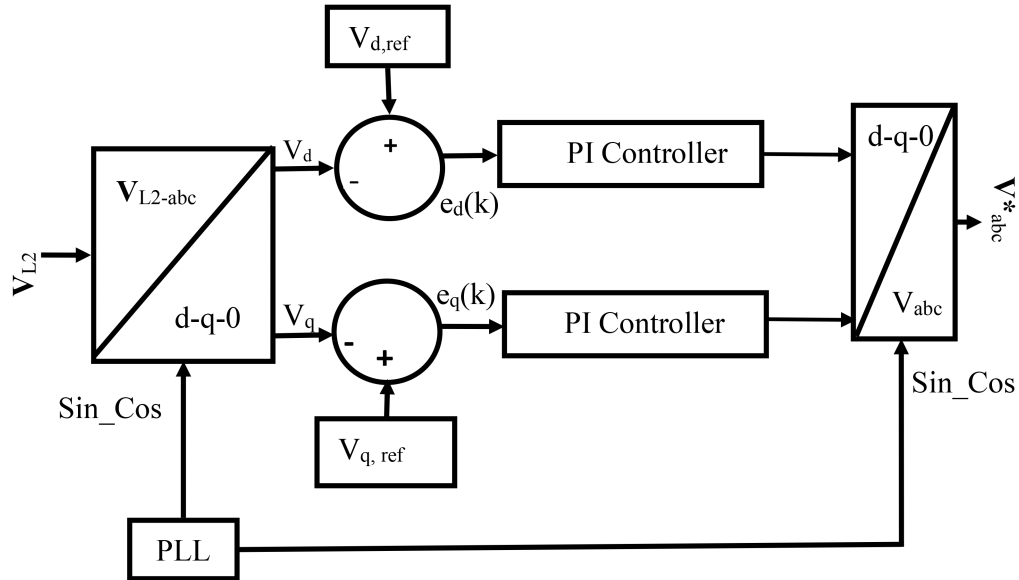 V_d,ref
+
-
V_d
e_d(k)
PI Controller
d-q-0
V_abc
V*_abc
V_L2
V_L2-abc
d-q-0
V_q
-
+
e_q(k)
PI Controller
V_q, ref
Sin_Cos
Sin_Cos
PLL